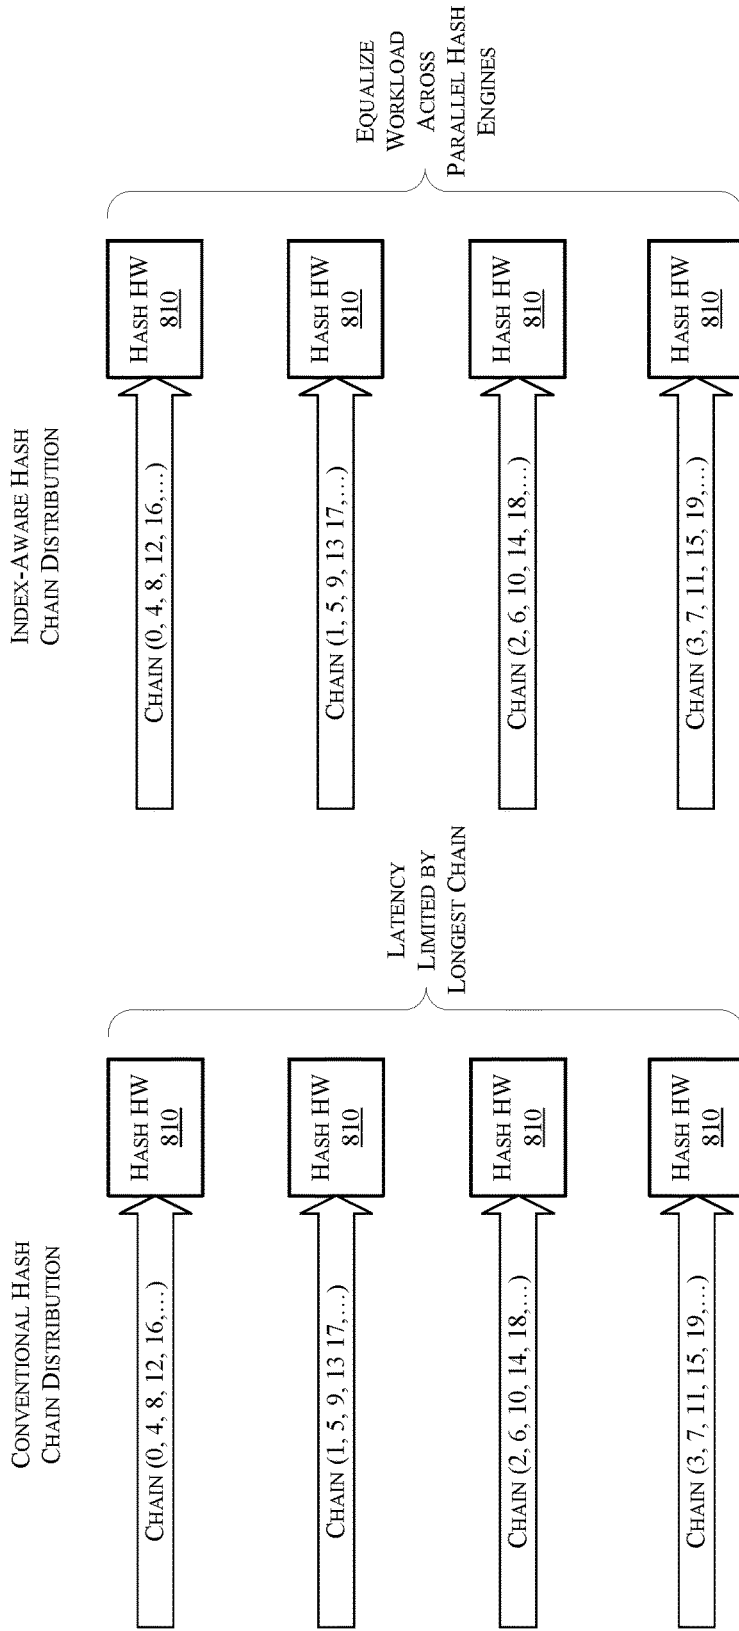 CONVENTIONAL HASH
CHAIN DISTRIBUTION
CHAIN (0, 4, 8, 12, 16,...)
HASH HW
810
CHAIN (1, 5, 9, 13 17,...)
HASH HW
810
CHAIN (2, 6, 10, 14, 18,...)
HASH HW
810
CHAIN (3, 7, 11, 15, 19,...)
HASH HW
810
LATENCY
LIMITED BY
LONGEST CHAIN
INDEX-AWARE HASH
CHAIN DISTRIBUTION
CHAIN (0, 4, 8, 12, 16,...)
HASH HW
810
CHAIN (1, 5, 9, 13 17,...)
HASH HW
810
CHAIN (2, 6, 10, 14, 18,...)
HASH HW
810
CHAIN (3, 7, 11, 15, 19,...)
HASH HW
810
EQUALIZE
WORKLOAD
ACROSS
PARALLEL HASH
ENGINES